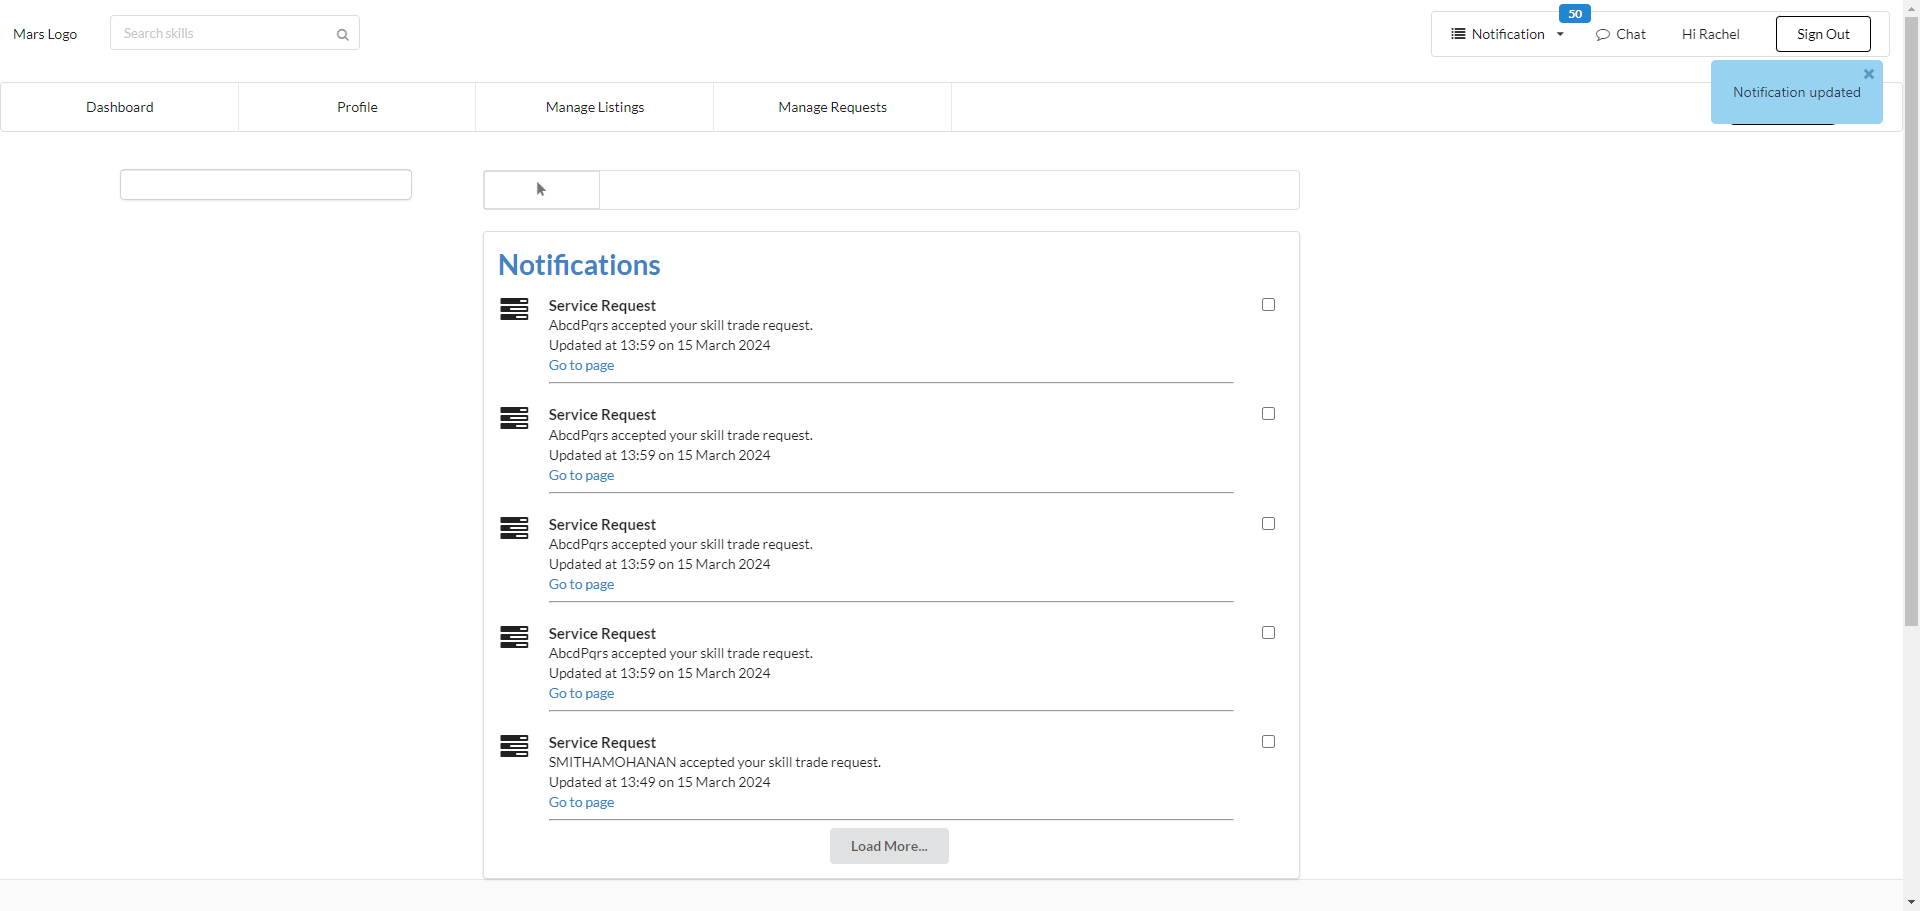 Mars Logo
Search skills
50
Notification
Chat
Hi Rachel
Sign Out
Notification updated
Dashboard
Profile
Manage Listings
Manage Requests
Notifications
Service Request
AbcdPqrs accepted your skill trade request.
Updated at 13:59 on 15 March 2024
Go to page
Service Request
AbcdPqrs accepted your skill trade request.
Updated at 13:59 on 15 March 2024
Go to page
Service Request
AbcdPqrs accepted your skill trade request.
Updated at 13:59 on 15 March 2024
Go to page
Service Request
AbcdPqrs accepted your skill trade request.
Updated at 13:59 on 15 March 2024
Go to page
Service Request
SMITHAMOHANAN accepted your skill trade request.
Updated at 13:49 on 15 March 2024
Go to page
Load More...